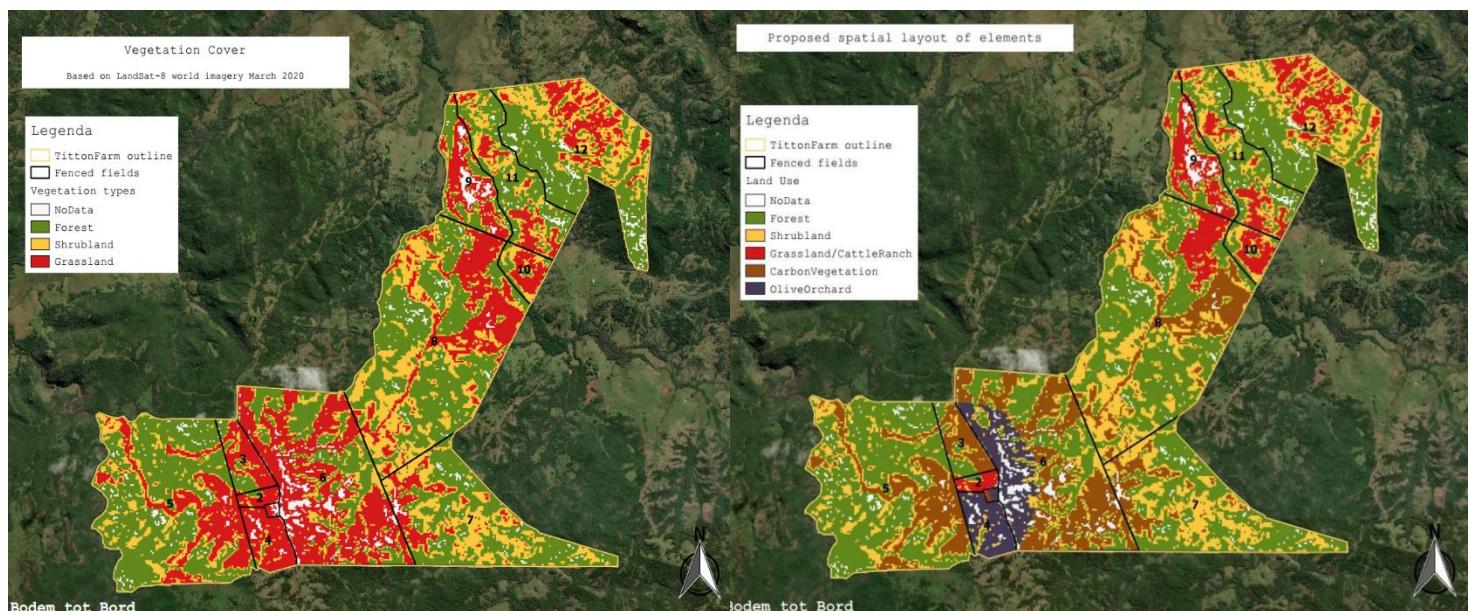 Vegetation Cover
Based on LandSat-8 world imagery March 2020
Legenda
TittonFarm outline
Fenced fields
Vegetation types
NoData
Forest
Shrubland
Grassland
12
11
9
10
8
3
6
2
5
7
4
N
Bodem tot Bord
Proposed spatial layout of elements
Legenda
TittonFarm outline
Fenced fields
Land Use
NoData
Forest
Shrubland
Grassland/CattleRanch
CarbonVegetation
OliveOrchard
12
11
9
10
8
3
6
2
5
7
4
N
Bodem tot Bord